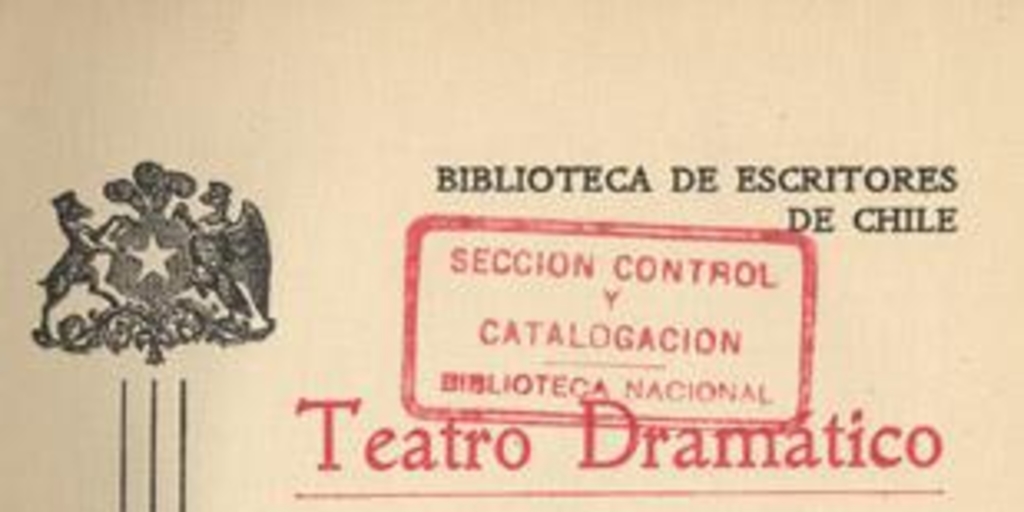 BIBLIOTECA DE ESCRITORES
DE CHILE
SECCION CONTROL
Y
CATALOGACION
BIBLIOTECA NACIONAL
Teatro Dramático